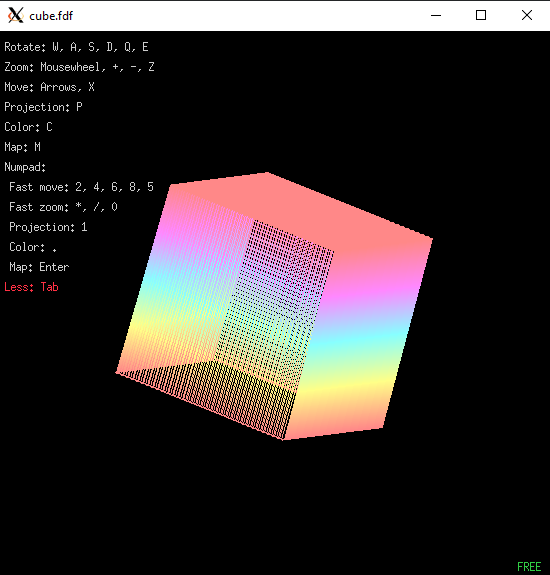 cube.fdf
Rotate: W, A, S, D, Q, E
Zoom: Mousewheel, +, -, Z
Move: Arrows, X
Projection: P
Color: C
Map: M
Numpad:
Fast move: 2, 4, 6, 8, 5
Fast zoom: *, /, 0
Projection: 1
Color: .
Map: Enter
Less: Tab
FREE